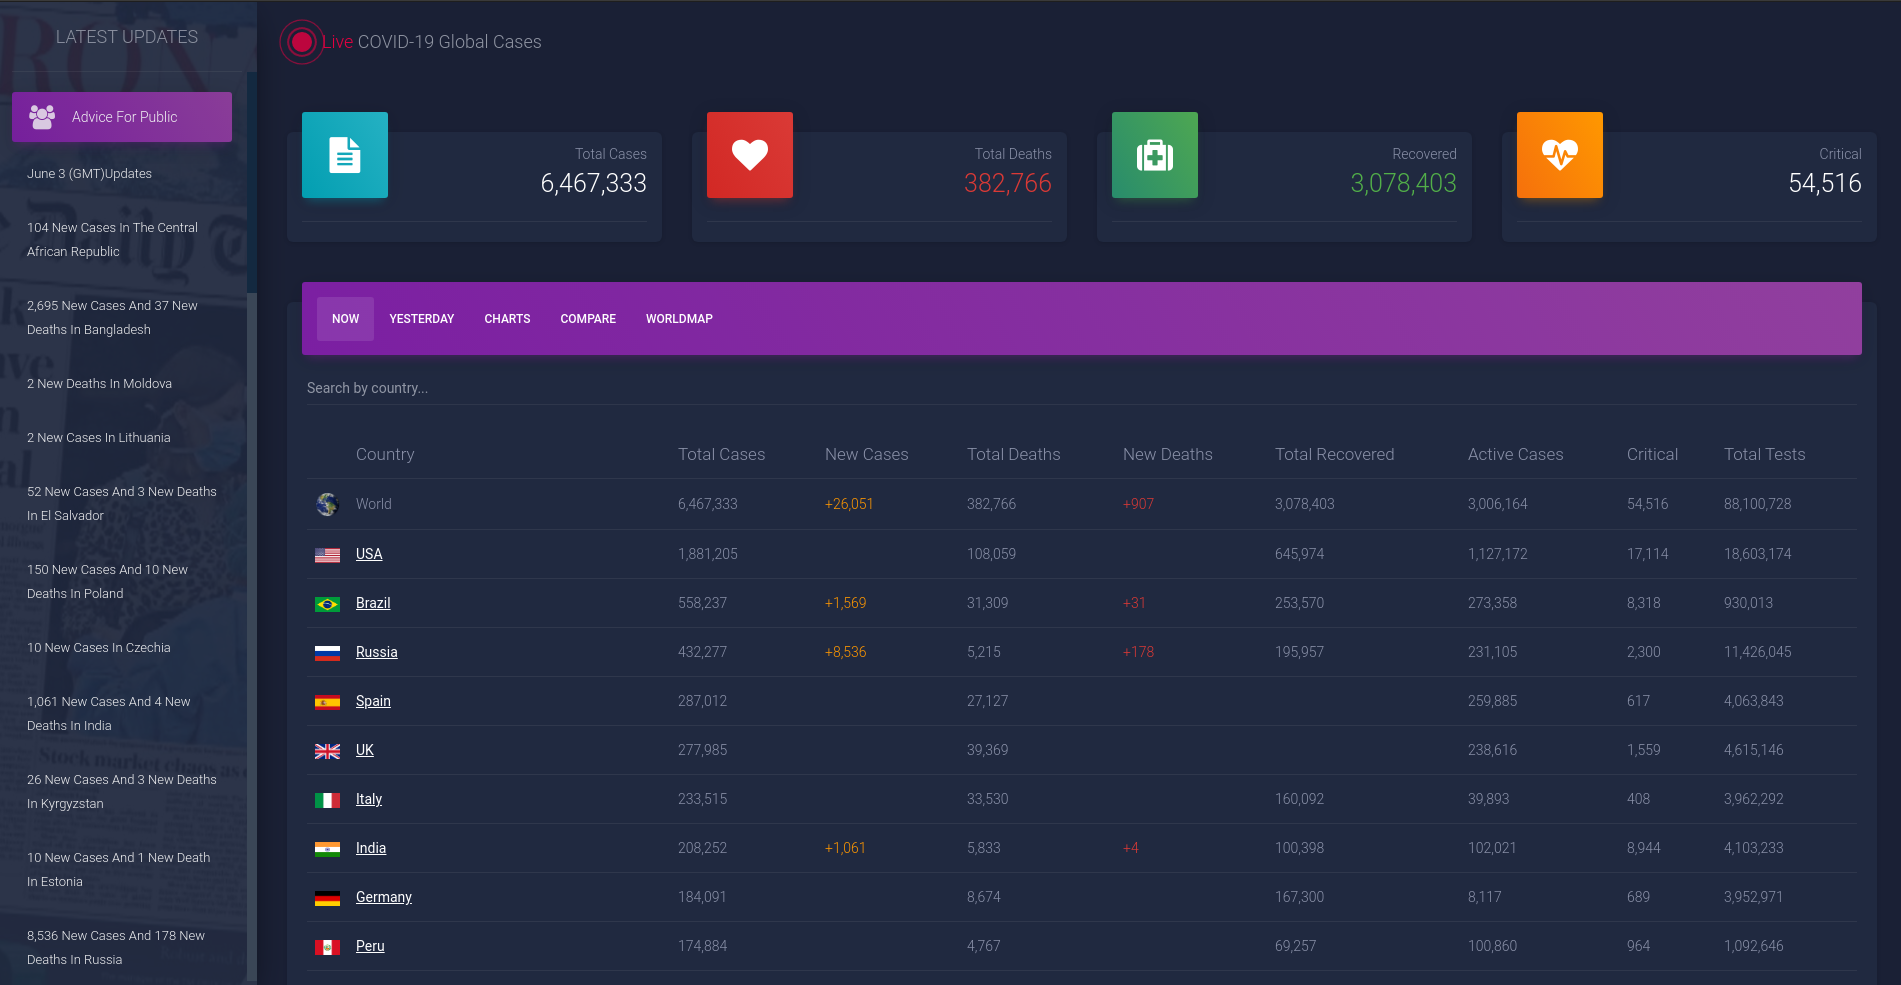 LATEST UPDATES
Advice For Public
June 3 (GMT)Updates
104 New Cases In The Central
African Republic
2,695 New Cases And 37 New
Deaths In Bangladesh
2 New Deaths In Moldova
2 New Cases In Lithuania
52 New Cases And 3 New Deaths
In El Salvador
150 New Cases And 10 New
Deaths In Poland
10 New Cases In Czechia
1,061 New Cases And 4 New
Deaths In India
26 New Cases And 3 New Deaths
In Kyrgyzstan
10 New Cases And 1 New Death
In Estonia
8,536 New Cases And 178 New
Deaths In Russia
Live COVID-19 Global Cases
Total Cases
6,467,333
Total Deaths
382,766
Recovered
3,078,403
Critical
54,516
NOW YESTERDAY CHARTS COMPARE WORLDMAP
Search by country...
Country Total Cases New Cases Total Deaths New Deaths Total Recovered Active Cases Critical Total Tests
World 6,467,333 +26,051 382,766 +907 3,078,403 3,006,164 54,516 88,100,728
USA 1,881,205 108,059 645,974 1,127,172 17,114 18,603,174
Brazil 558,237 +1,569 31,309 +31 253,570 273,358 8,318 930,013
Russia 432,277 +8,536 5,215 +178 195,957 231,105 2,300 11,426,045
Spain 287,012 27,127 259,885 617 4,063,843
UK 277,985 39,369 238,616 1,559 4,615,146
Italy 233,515 33,530 160,092 39,893 408 3,962,292
India 208,252 +1,061 5,833 +4 100,398 102,021 8,944 4,103,233
Germany 184,091 8,674 167,300 8,117 689 3,952,971
Peru 174,884 4,767 69,257 100,860 964 1,092,646